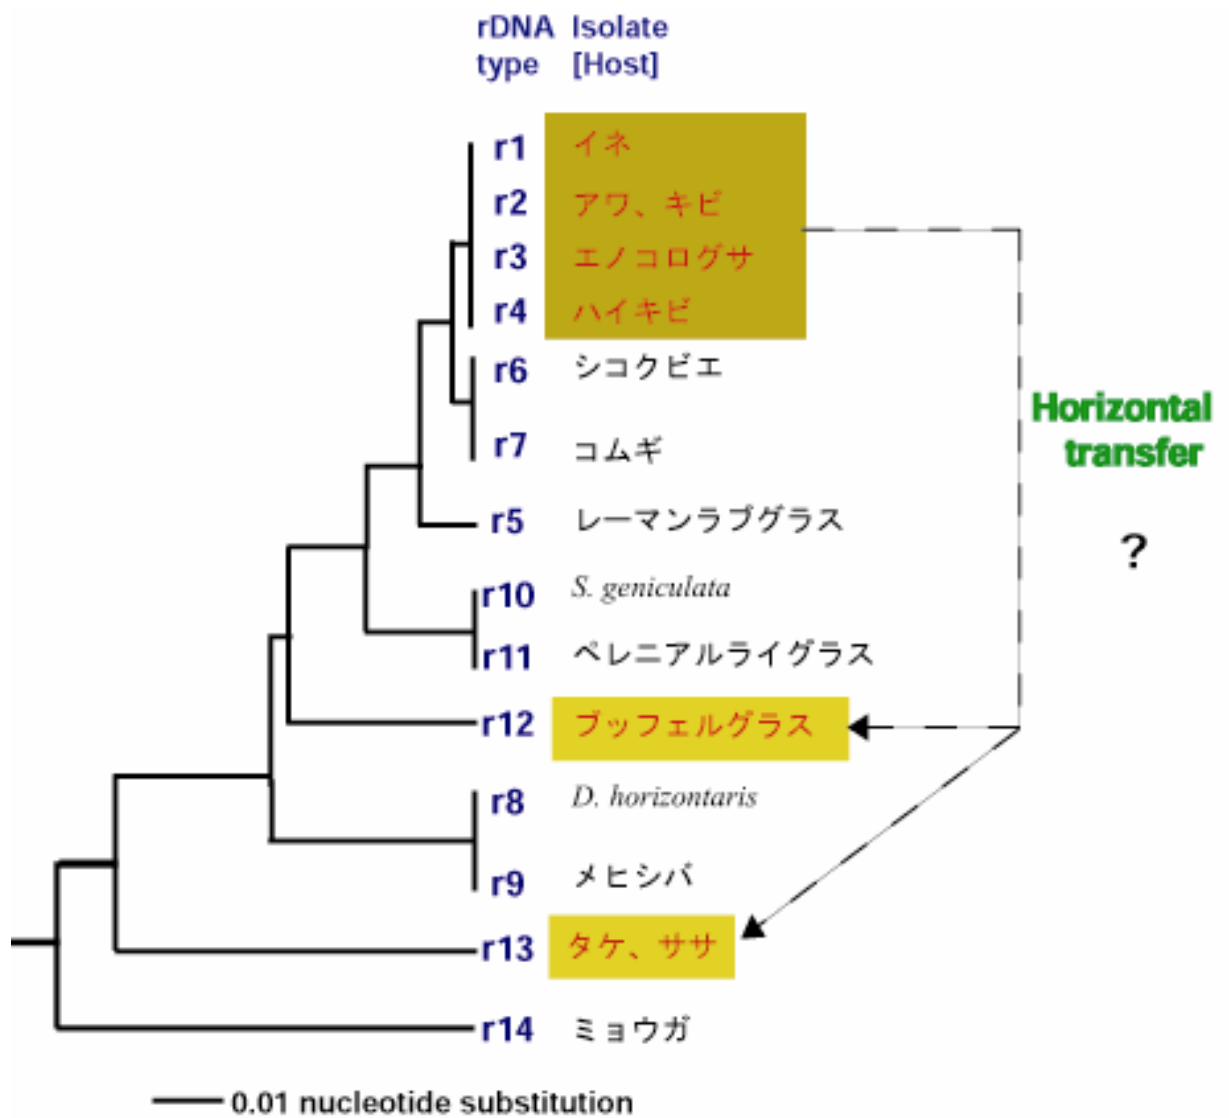 rDNA Isolate
type [Host]
r1 イネ
r2 アワ、キビ
r3 エノコログサ
r4 ハイキビ
r6 シコクビエ
Horizontal
transfer
r7 コムギ
r5 レーマンラブグラス
?
r10 S. geniculata
r11 ペレニアルライグラス
r12 ブッフェルグラス
r8 D. horizontaris
r9 メヒシバ
r13 タケ、ササ
r14 ミョウガ
0.01 nucleotide substitution